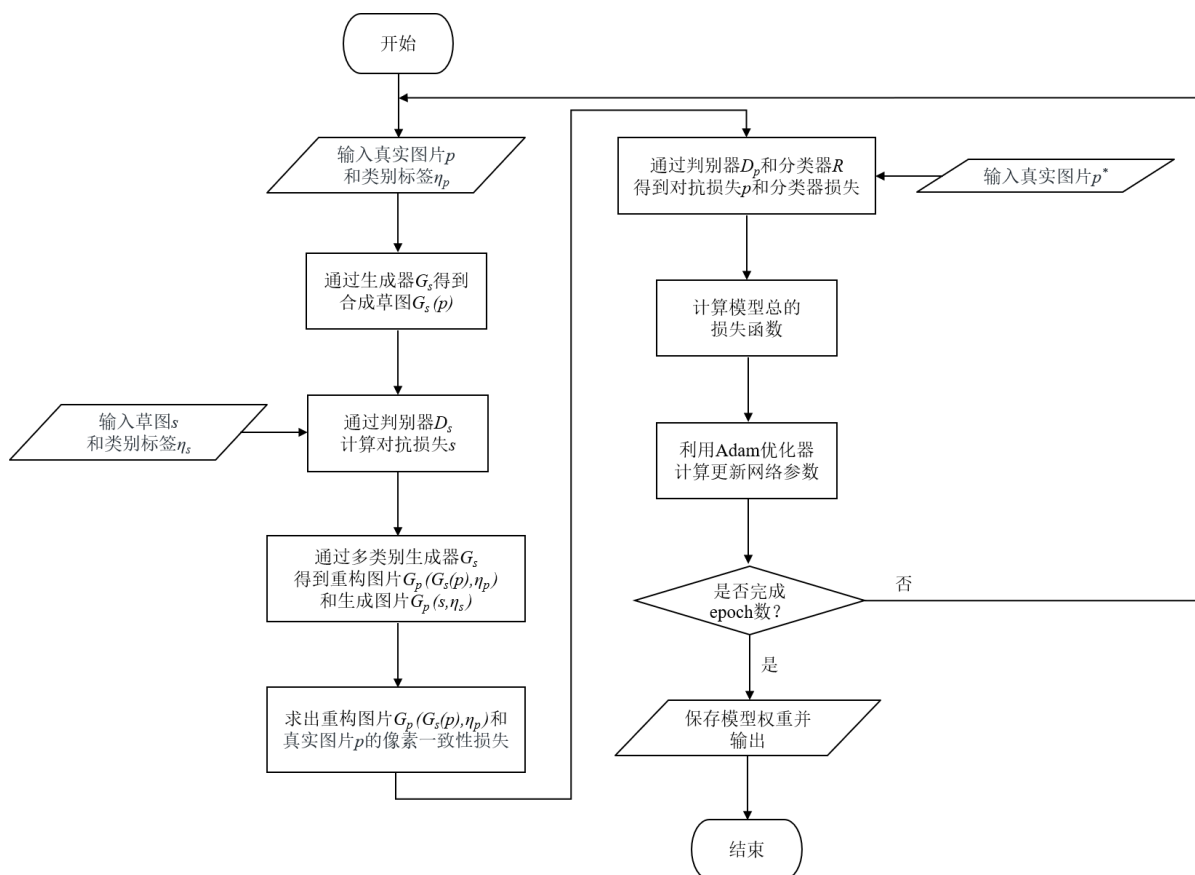 开始
输入真实图片p
和类别标签ηₚ
通过生成器Gₛ得到
合成草图Gₛ(p)
输入草图s
和类别标签ηₛ
通过判别器Dₛ
计算对抗损失s
通过多类别生成器Gₛ
得到重构图片Gₚ(Gₛ(p),ηₚ)
和生成图片Gₚ(s,ηₛ)
求出重构图片Gₚ(Gₛ(p),ηₚ)和
真实图片p的像素一致性损失
通过判别器Dₚ和分类器R
得到对抗损失p和分类器损失
输入真实图片p*
计算模型总的
损失函数
利用Adam优化器
计算更新网络参数
是否完成
epoch数？
否
是
保存模型权重并
输出
结束